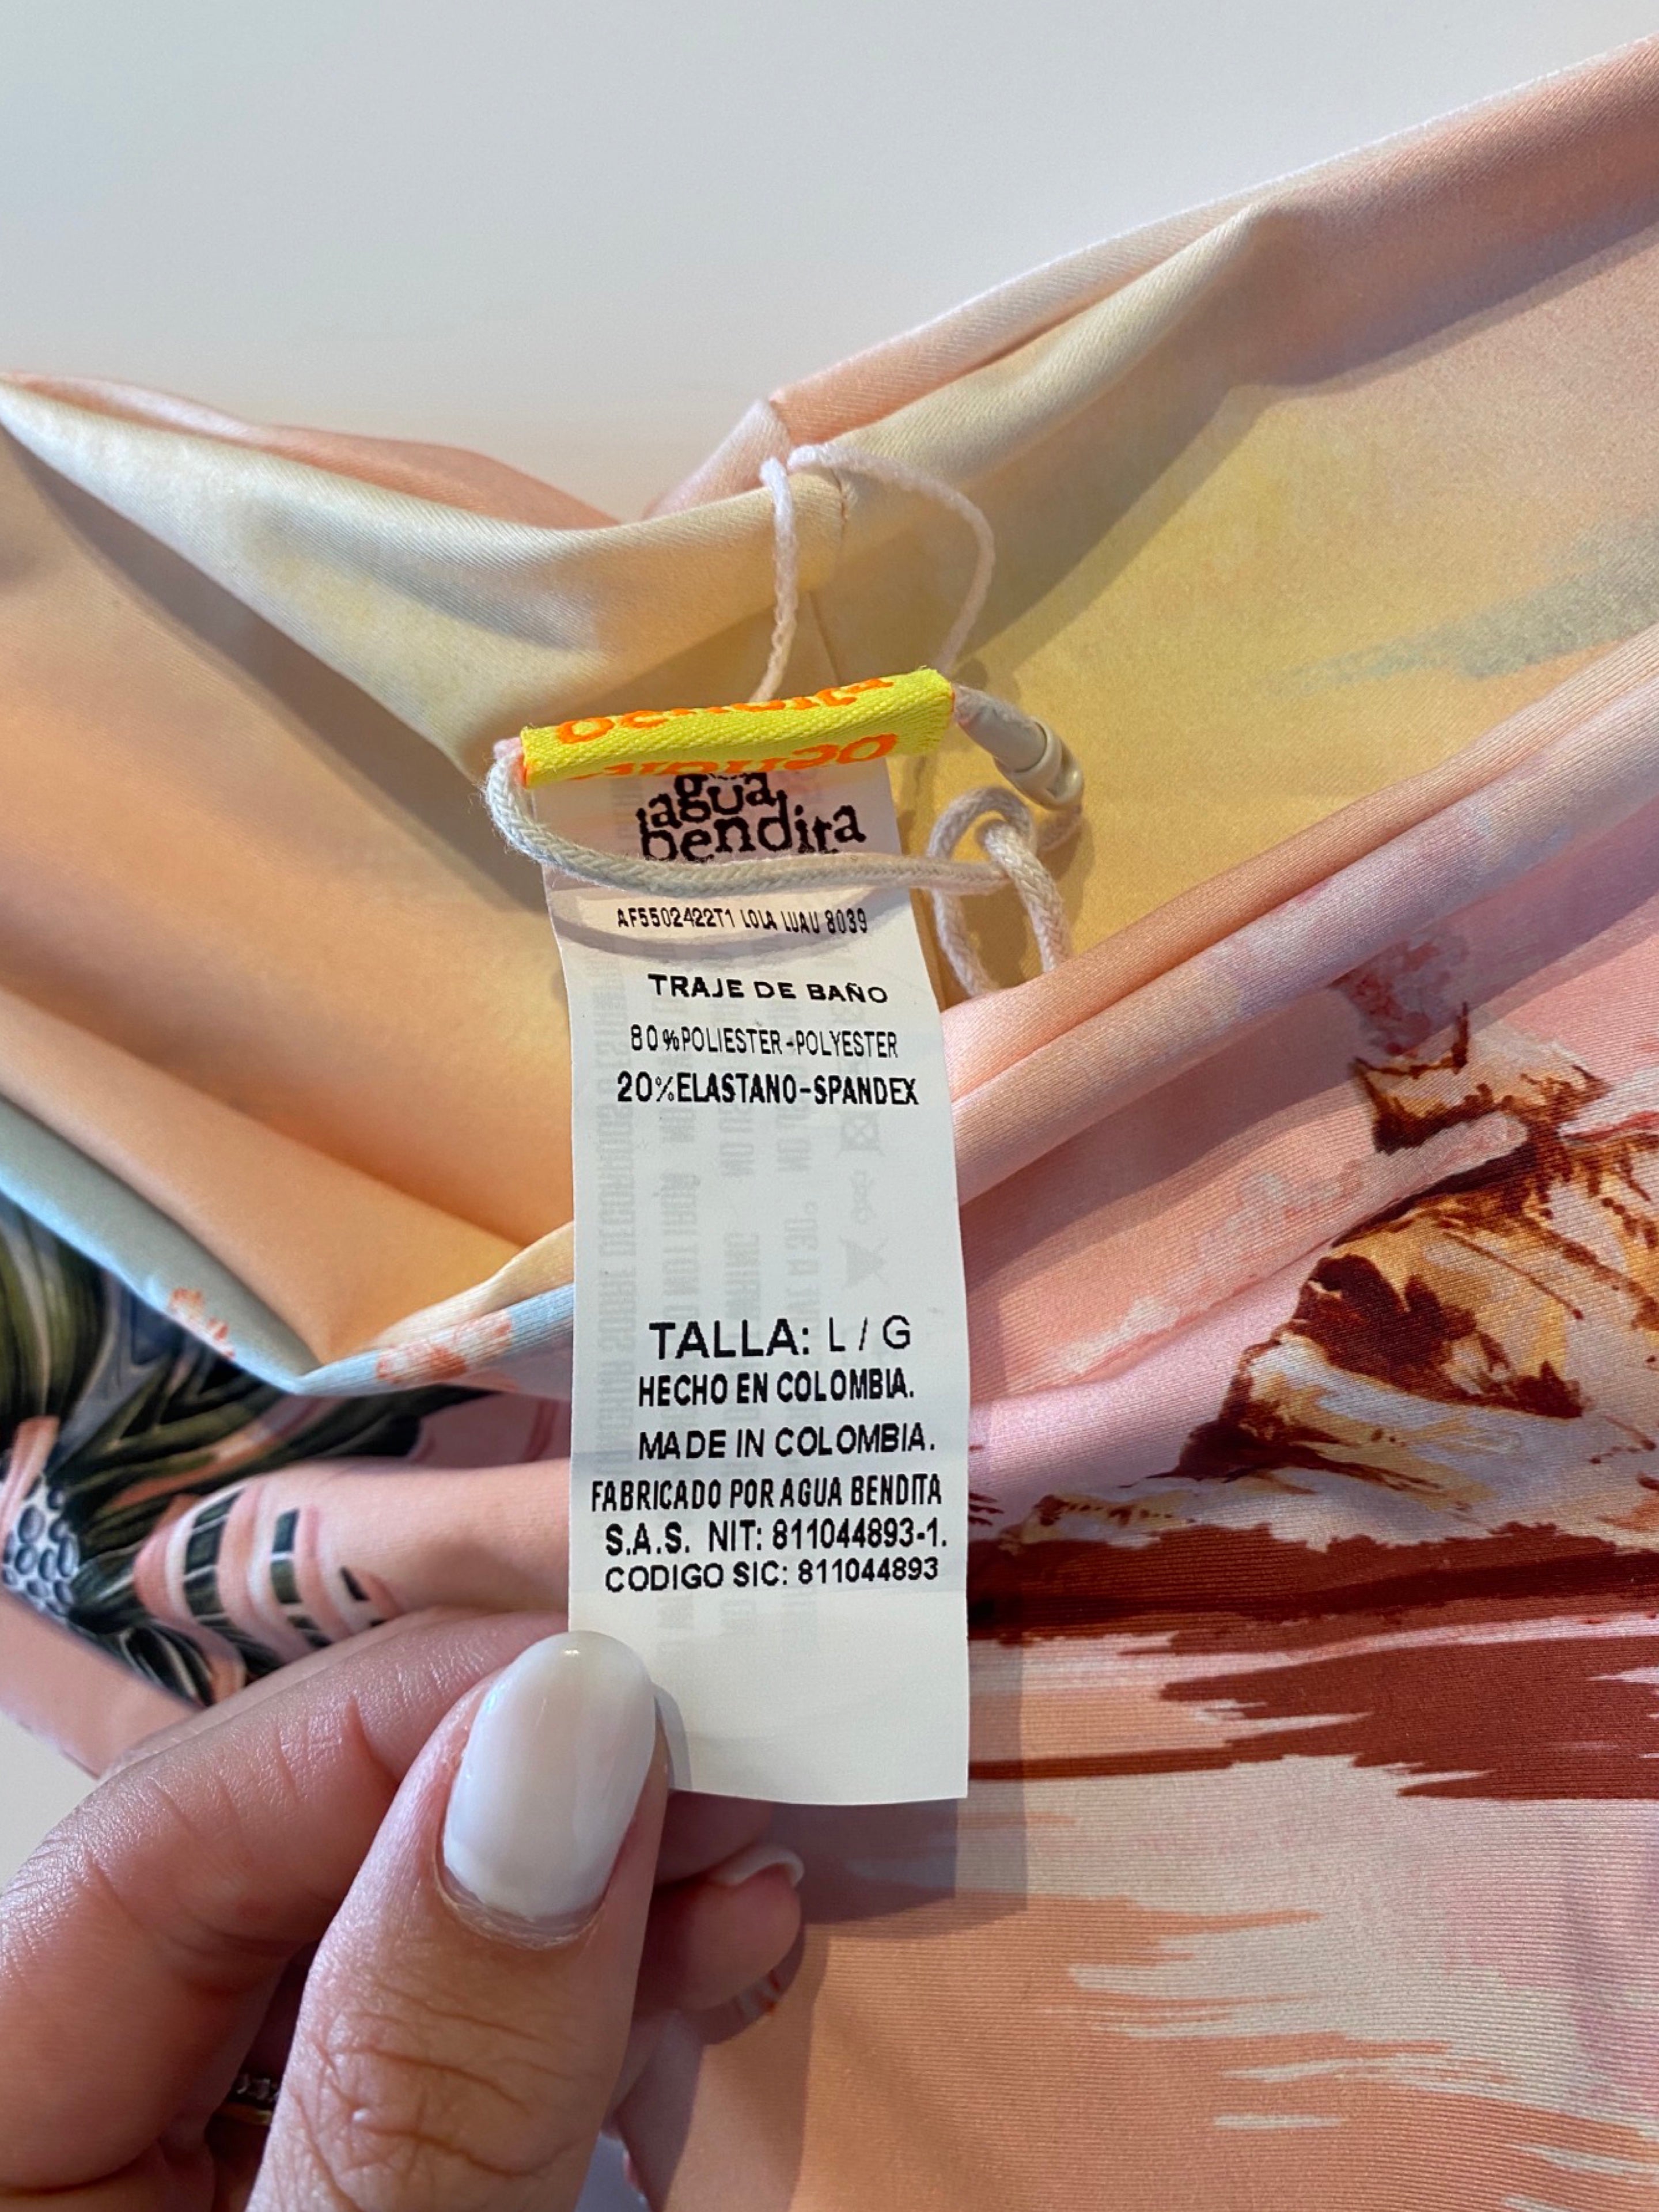 agua
bendita
AF5502422T1 LOLA LUAU 8039
TRAJE DE BAÑO
80%POLIESTER-POLYESTER
20%ELASTANO-SPANDEX
TALLA: L / G
HECHO EN COLOMBIA.
MADE IN COLOMBIA.
FABRICADO POR AGUA BENDITA
S.A.S. NIT: 811044893-1.
CODIGO SIC: 811044893